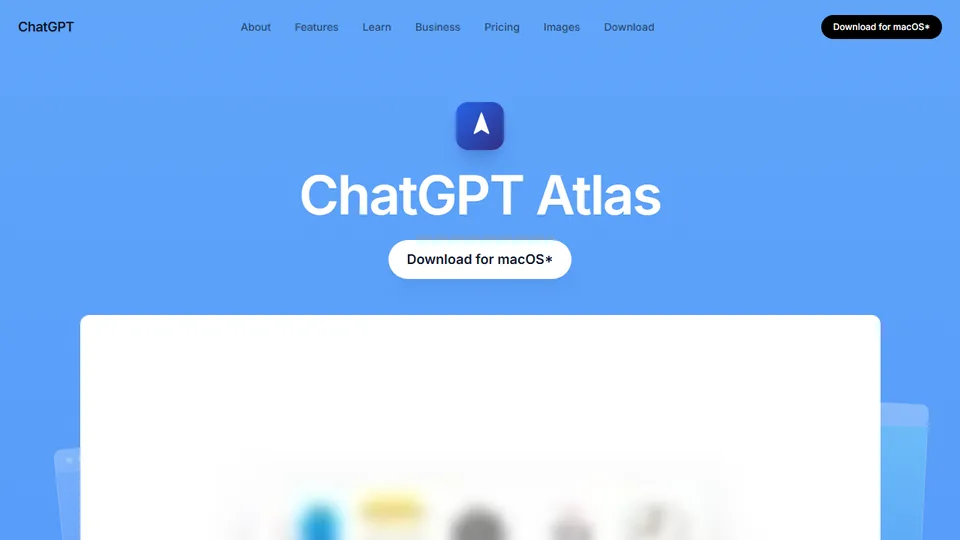 ChatGPT
About Features Learn Business Pricing Images Download
Download for macOS*
ChatGPT Atlas
Download for macOS*